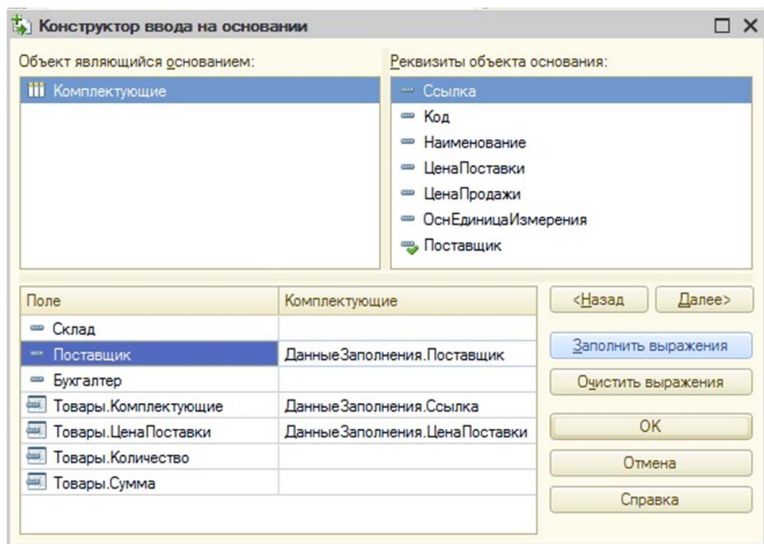 Конструктор ввода на основании
Объект являющийся основанием:
Комплектующие
Реквизиты объекта основания:
Ссылка
Код
Наименование
ЦенаПоставки
ЦенаПродажи
ОснЕдиницаИзмерения
Поставщик
Поле Комплектующие
Склад
Поставщик ДанныеЗаполнения.Поставщик
Бухгалтер
Товары.Комплектующие ДанныеЗаполнения.Ссылка
Товары.ЦенаПоставки ДанныеЗаполнения.ЦенаПоставки
Товары.Количество
Товары.Сумма
<Назад Далее>
Заполнить выражения
Очистить выражения
OK
Отмена
Справка